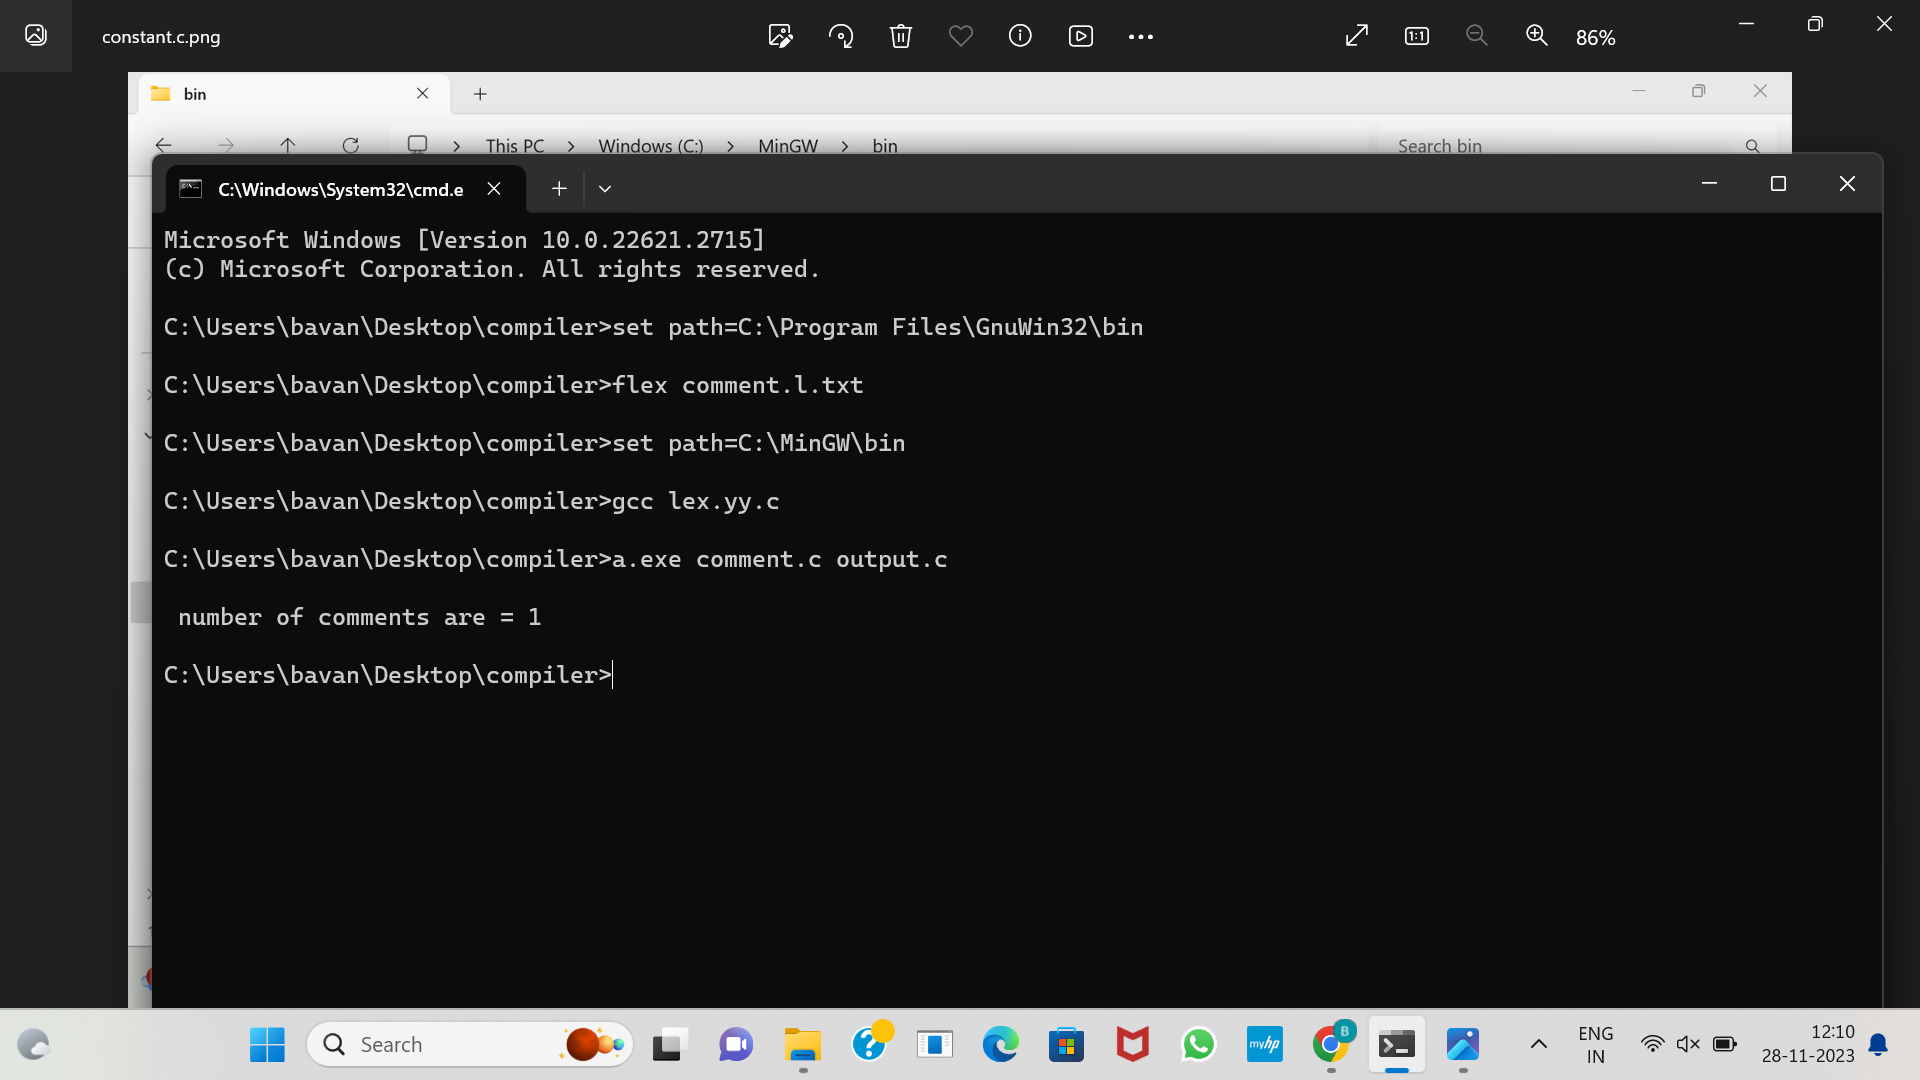 constant.c.png
1:1
86%
bin
This PC > Windows (C:) > MinGW > bin
Search bin
C:\Windows\System32\cmd.e
Microsoft Windows [Version 10.0.22621.2715]
(c) Microsoft Corporation. All rights reserved.
C:\Users\bavan\Desktop\compiler>set path=C:\Program Files\GnuWin32\bin
C:\Users\bavan\Desktop\compiler>flex comment.l.txt
C:\Users\bavan\Desktop\compiler>set path=C:\MinGW\bin
C:\Users\bavan\Desktop\compiler>gcc lex.yy.c
C:\Users\bavan\Desktop\compiler>a.exe comment.c output.c
number of comments are = 1
C:\Users\bavan\Desktop\compiler>
Search
myhp
B
ENG
IN
12:10
28-11-2023